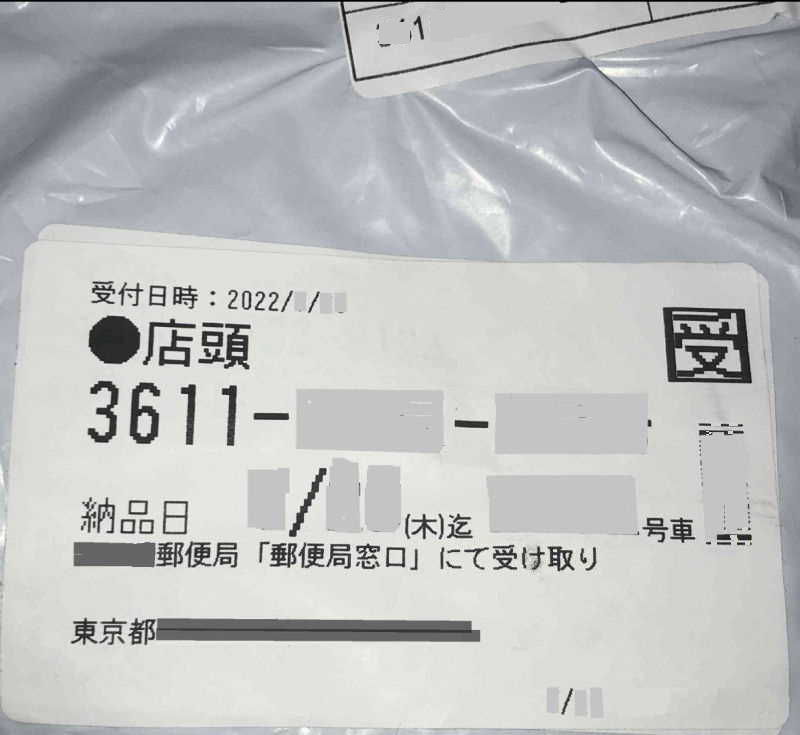 受付日時：2022/ /
●店頭
受
3611- -
納品日 / (木)迄 号車
郵便局「郵便局窓口」にて受け取り
東京都
/